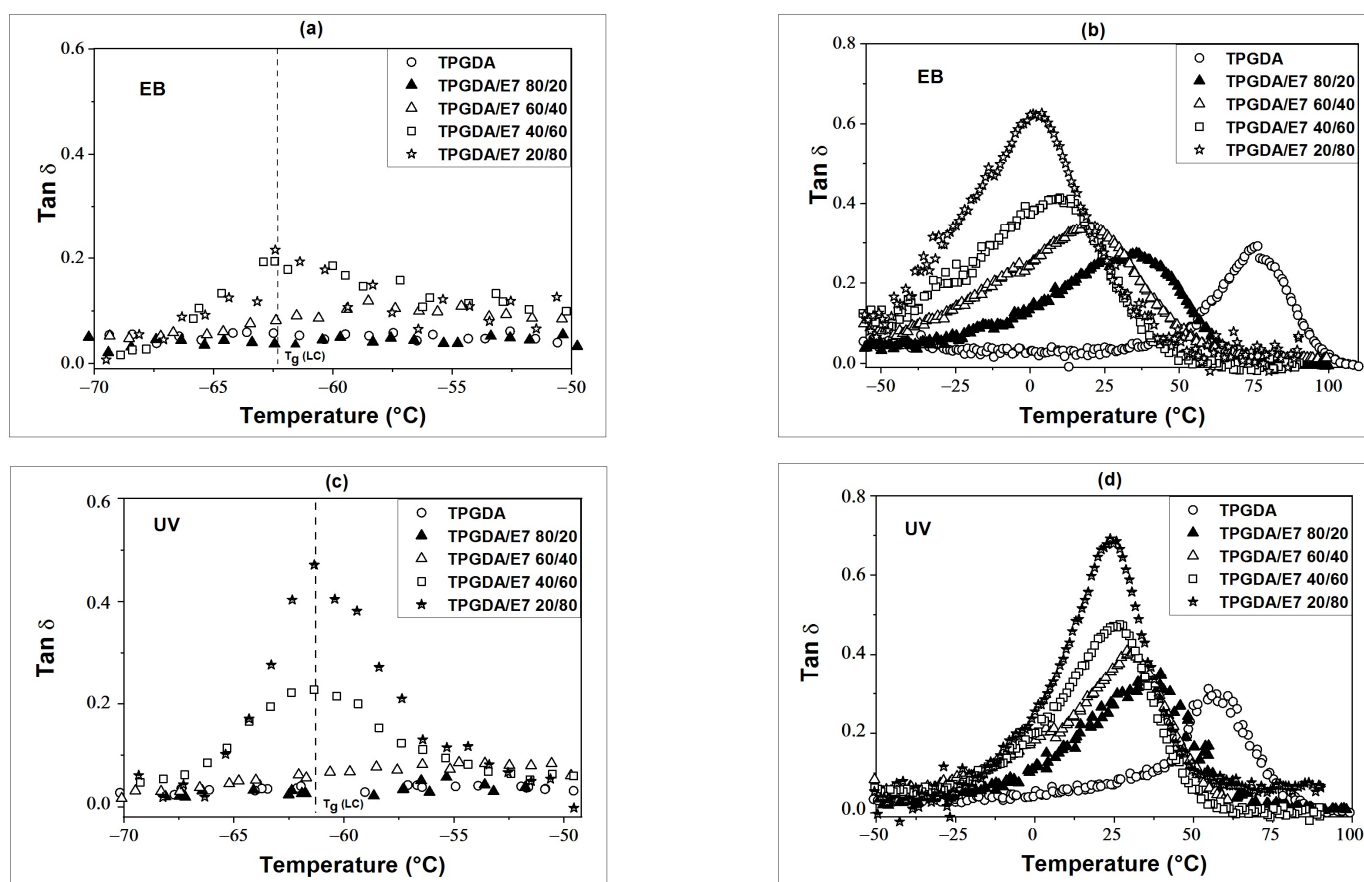 (a)
EB
TPGDA
TPGDA/E7 80/20
TPGDA/E7 60/40
TPGDA/E7 40/60
TPGDA/E7 20/80
Tan δ
0.6
0.4
0.2
0.0
Tg (LC)
−70
−65
−60
−55
−50
Temperature (°C)
(b)
EB
TPGDA
TPGDA/E7 80/20
TPGDA/E7 60/40
TPGDA/E7 40/60
TPGDA/E7 20/80
Tan δ
0.8
0.6
0.4
0.2
0.0
−50
−25
0
25
50
75
100
Temperature (°C)
(c)
UV
TPGDA
TPGDA/E7 80/20
TPGDA/E7 60/40
TPGDA/E7 40/60
TPGDA/E7 20/80
Tan δ
0.6
0.4
0.2
0.0
Tg (LC)
−70
−65
−60
−55
−50
Temperature (°C)
(d)
UV
TPGDA
TPGDA/E7 80/20
TPGDA/E7 60/40
TPGDA/E7 40/60
TPGDA/E7 20/80
Tan δ
0.8
0.6
0.4
0.2
0.0
−50
−25
0
25
50
75
100
Temperature (°C)